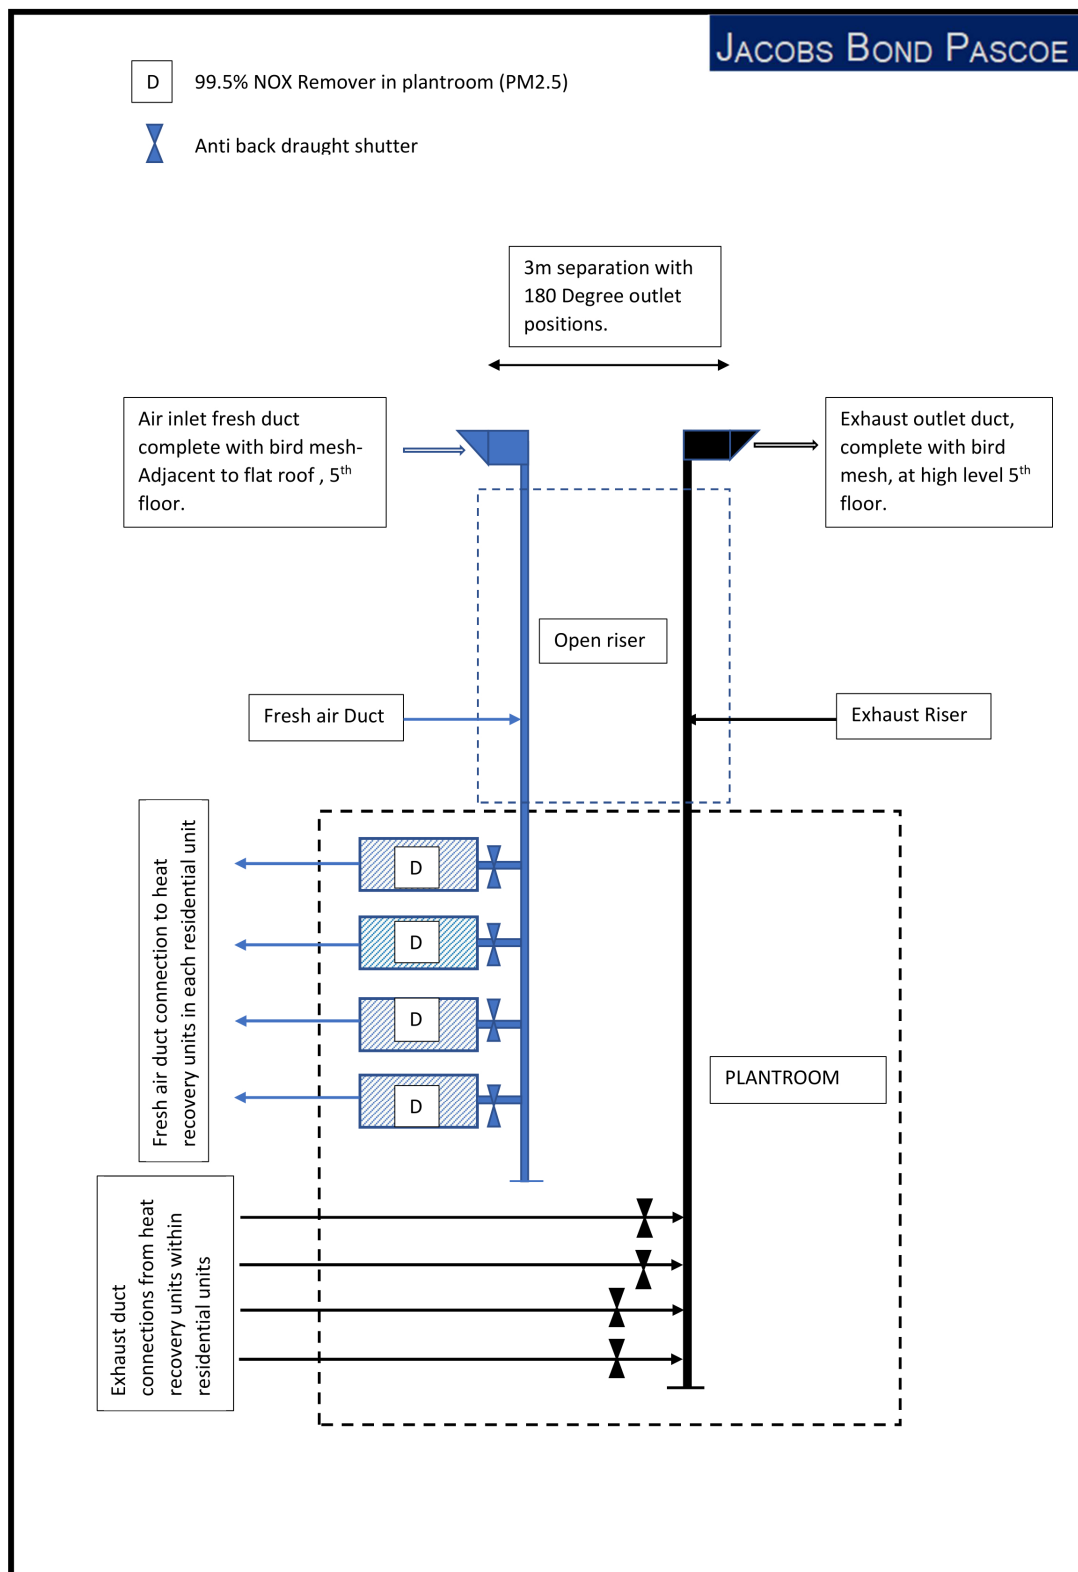 JACOBS BOND PASCOE
D 99.5% NOX Remover in plantroom (PM2.5)
Anti back draught shutter
3m separation with
180 Degree outlet
positions.
Air inlet fresh duct
complete with bird mesh-
Adjacent to flat roof , 5th
floor.
Exhaust outlet duct,
complete with bird
mesh, at high level 5th
floor.
Open riser
Fresh air Duct
Exhaust Riser
Fresh air duct connection to heat
recovery units in each residential unit
D
D
D
D
PLANTROOM
Exhaust duct
connections from heat
recovery units within
residential units